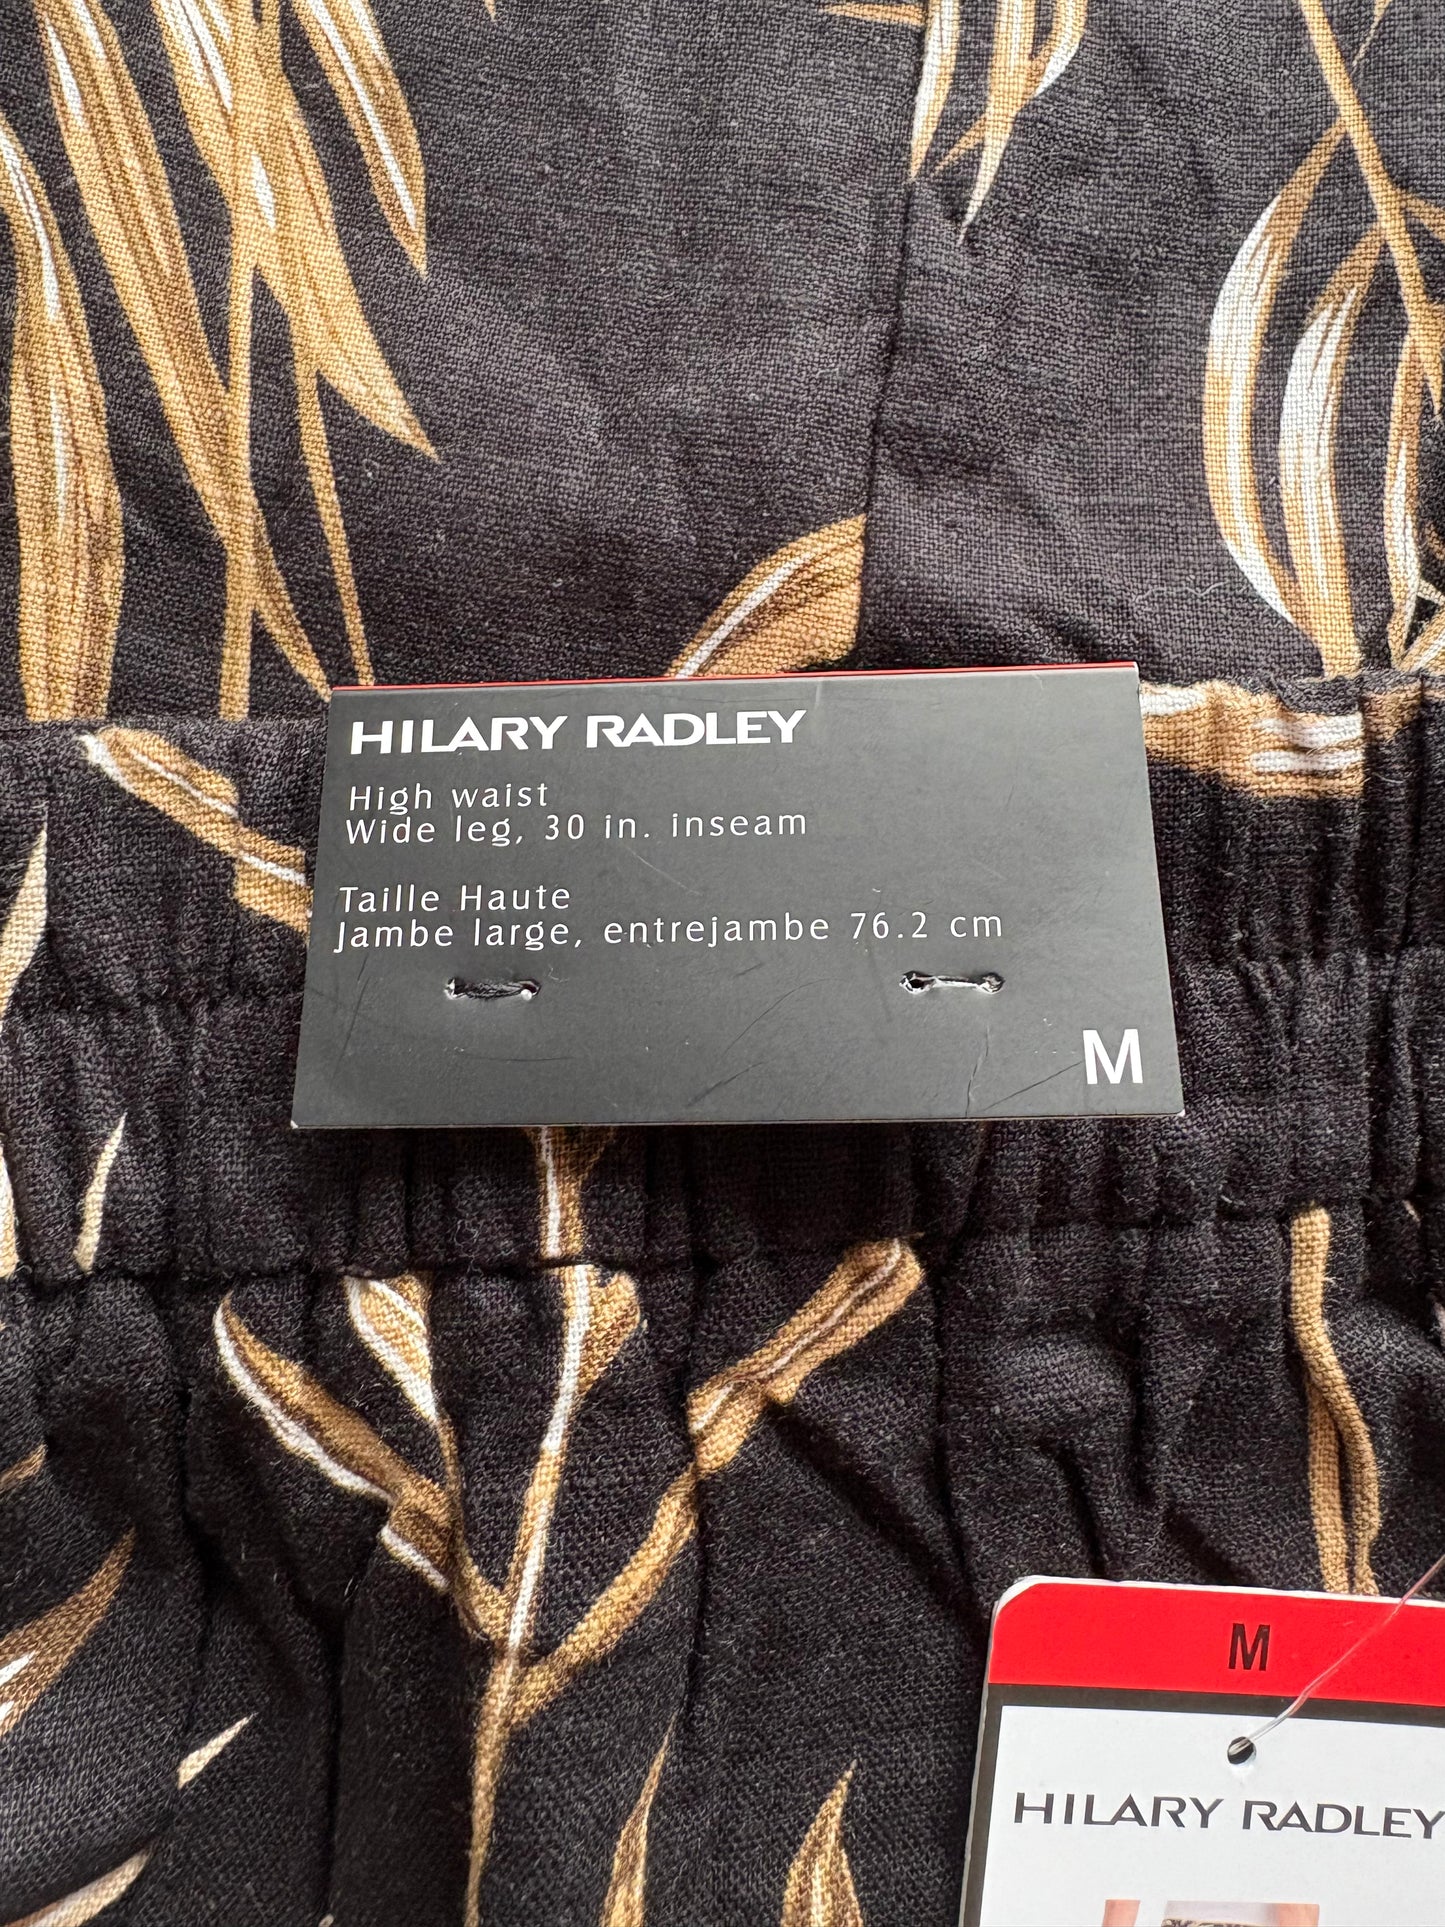 HILARY RADLEY
High waist
Wide leg, 30 in. inseam
Taille Haute
Jambe large, entrejambe 76.2 cm
M
M
HILARY RADLEY